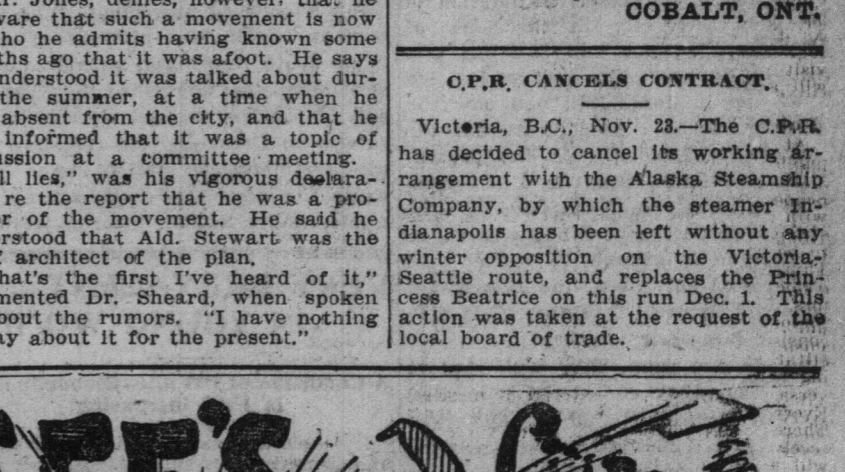 r. Jones, denies, however, that he
ware that such a movement is now
ho he admits having known some
ths ago that it was afoot. He says
nderstood it was talked about dur-
the summer, at a time when he
absent from the city, and that he
informed that it was a topic of
ussion at a committee meeting.
ll lies," was his vigorous declara-
re the report that he was a pro-
r of the movement. He said he
rstood that Ald. Stewart was the
f architect of the plan.
hat's the first I've heard of it,"
mented Dr. Sheard, when spoken
bout the rumors. "I have nothing
ay about it for the present."
COBALT, ONT.
C.P.R. CANCELS CONTRACT.
Victoria, B.C., Nov. 23.—The C.P.R.
has decided to cancel its working ar-
rangement with the Alaska Steamship
Company, by which the steamer In-
dianapolis has been left without any
winter opposition on the Victoria-
Seattle route, and replaces the Prin-
cess Beatrice on this run Dec. 1. This
action was taken at the request of the
local board of trade.